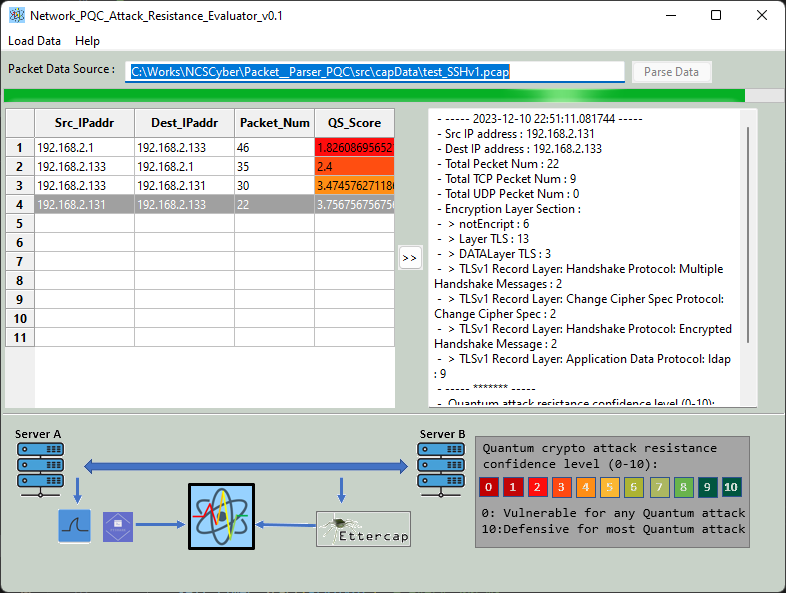 Network_PQC_Attack_Resistance_Evaluator_v0.1
Load Data Help
Packet Data Source :
C:\Works\NCSCyber\Packet__Parser_PQC\src\capData\test_SSHv1.pcap
Parse Data
Src_IPaddr Dest_IPaddr Packet_Num QS_Score
1 192.168.2.1 192.168.2.133 46 1.82608695652
2 192.168.2.133 192.168.2.1 35 2.4
3 192.168.2.133 192.168.2.131 30 3.47457627118
4 192.168.2.131 192.168.2.133 22 3.75675675675
5
6
7
8
9
10
11
>>
- ----- 2023-12-10 22:51:11.081744 -----
- Src IP address : 192.168.2.131
- Dest IP address : 192.168.2.133
- Total Pecket Num : 22
- Total TCP Pecket Num : 9
- Total UDP Pecket Num : 0
- Encryption Layer Section :
- > notEncript : 6
- > Layer TLS : 13
- > DATALayer TLS : 3
- > TLSv1 Record Layer: Handshake Protocol: Multiple
Handshake Messages : 2
- > TLSv1 Record Layer: Change Cipher Spec Protocol:
Change Cipher Spec : 2
- > TLSv1 Record Layer: Handshake Protocol: Encrypted
Handshake Message : 2
- > TLSv1 Record Layer: Application Data Protocol: ldap
: 9
- ----- ******* -----
- Quantum attack resistance confidence level (0-10):
Server A
Server B
Ettercap
Quantum crypto attack resistance
confidence level (0-10):
0 1 2 3 4 5 6 7 8 9 10
0: Vulnerable for any Quantum attack
10:Defensive for most Quantum attack